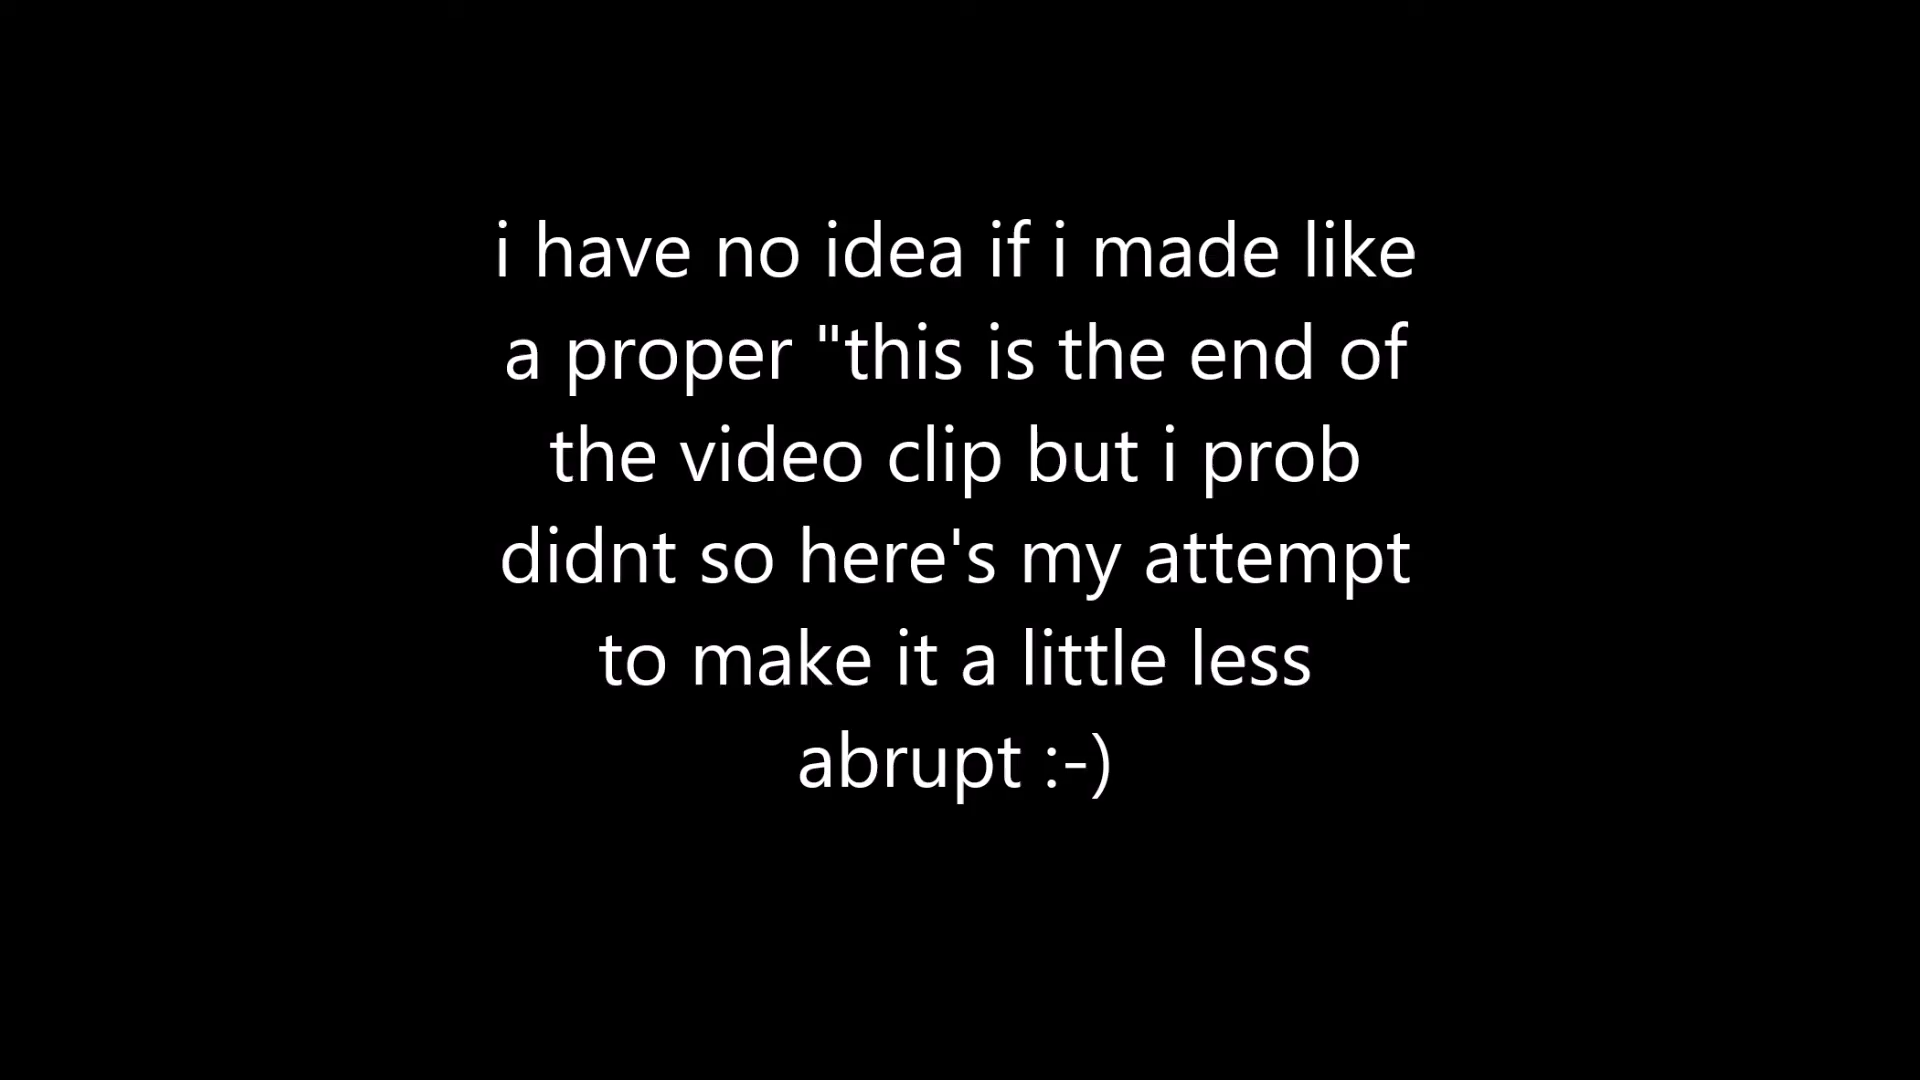 i have no idea if i made like
a proper "this is the end of
the video clip but i prob
didnt so here's my attempt
to make it a little less
abrupt :-)